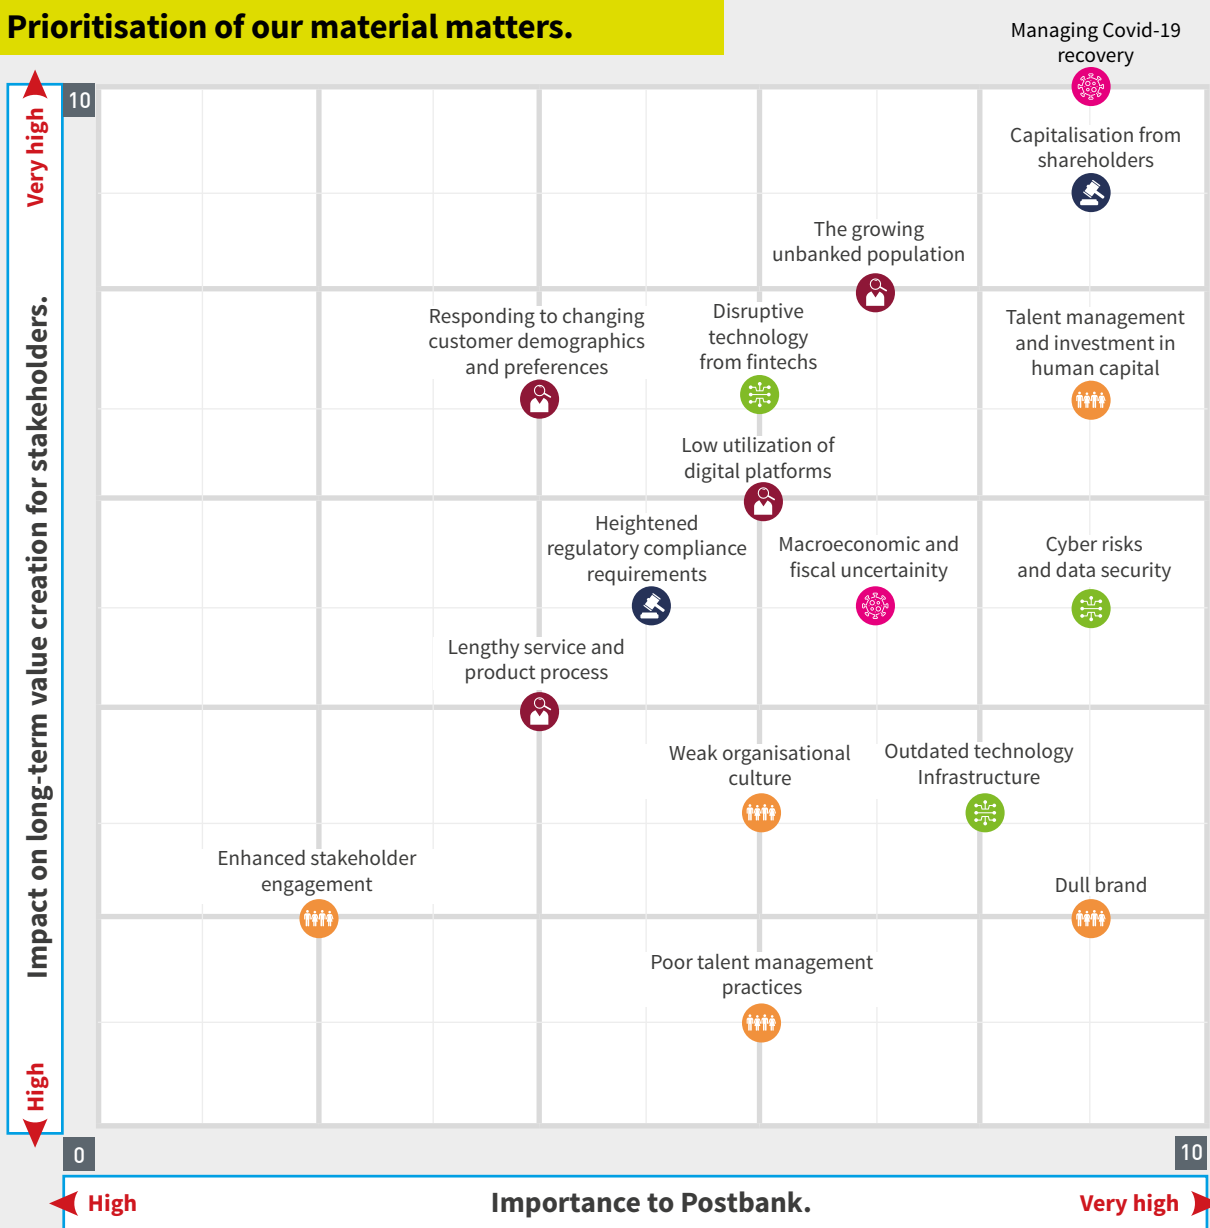 Prioritisation of our material matters.
Managing Covid-19
recovery
10
Very high
Capitalisation from
shareholders
The growing
unbanked population
Responding to changing
customer demographics
and preferences
Disruptive
technology
from fintechs
Talent management
and investment in
human capital
Impact on long-term value creation for stakeholders.
Low utilization of
digital platforms
Heightened
regulatory compliance
requirements
Macroeconomic and
fiscal uncertainity
Cyber risks
and data security
Lengthy service and
product process
Weak organisational
culture
Outdated technology
Infrastructure
Enhanced stakeholder
engagement
Dull brand
Poor talent management
practices
High
0
10
High
Importance to Postbank.
Very high